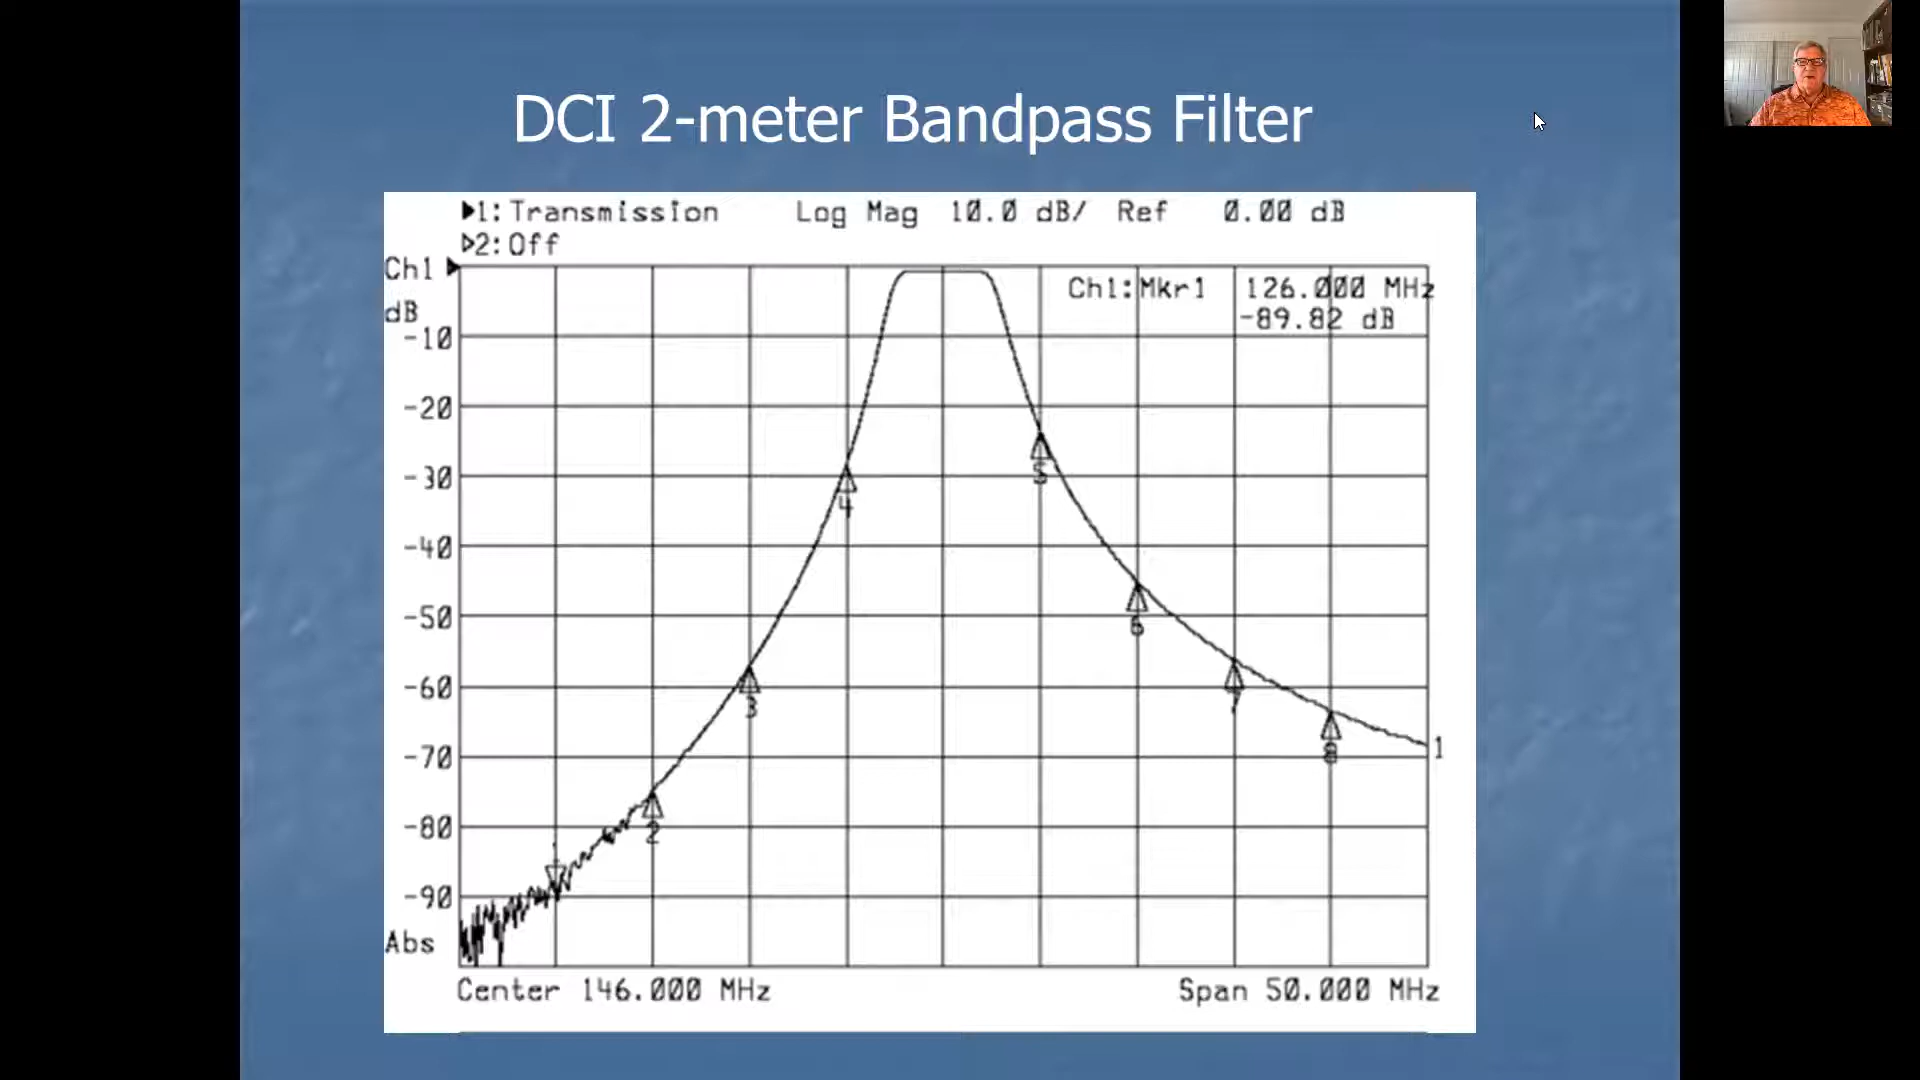 DCI 2-meter Bandpass Filter
1:Transmission Log Mag 10.0 dB/ Ref 0.00 dB
2:Off
Ch1
dB
Ch1:Mkr1 126.000 MHz
-89.82 dB
-10
-20
-30
-40
-50
-60
-70
-80
-90
Abs
4
5
3
6
7
2
8
1
Center 146.000 MHz Span 50.000 MHz